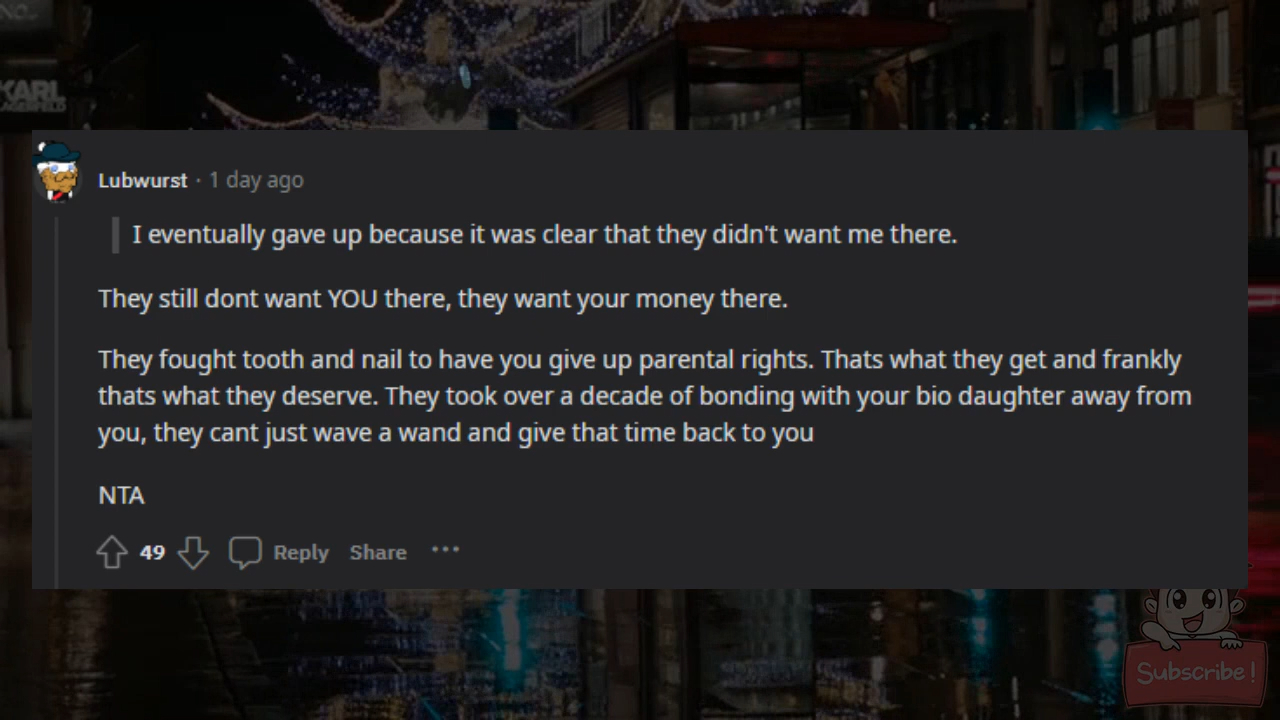 KARL
LAGERFELD
Lubwurst · 1 day ago
I eventually gave up because it was clear that they didn't want me there.
They still dont want YOU there, they want your money there.
They fought tooth and nail to have you give up parental rights. Thats what they get and frankly
thats what they deserve. They took over a decade of bonding with your bio daughter away from
you, they cant just wave a wand and give that time back to you
NTA
49 Reply Share ···
Subscribe!